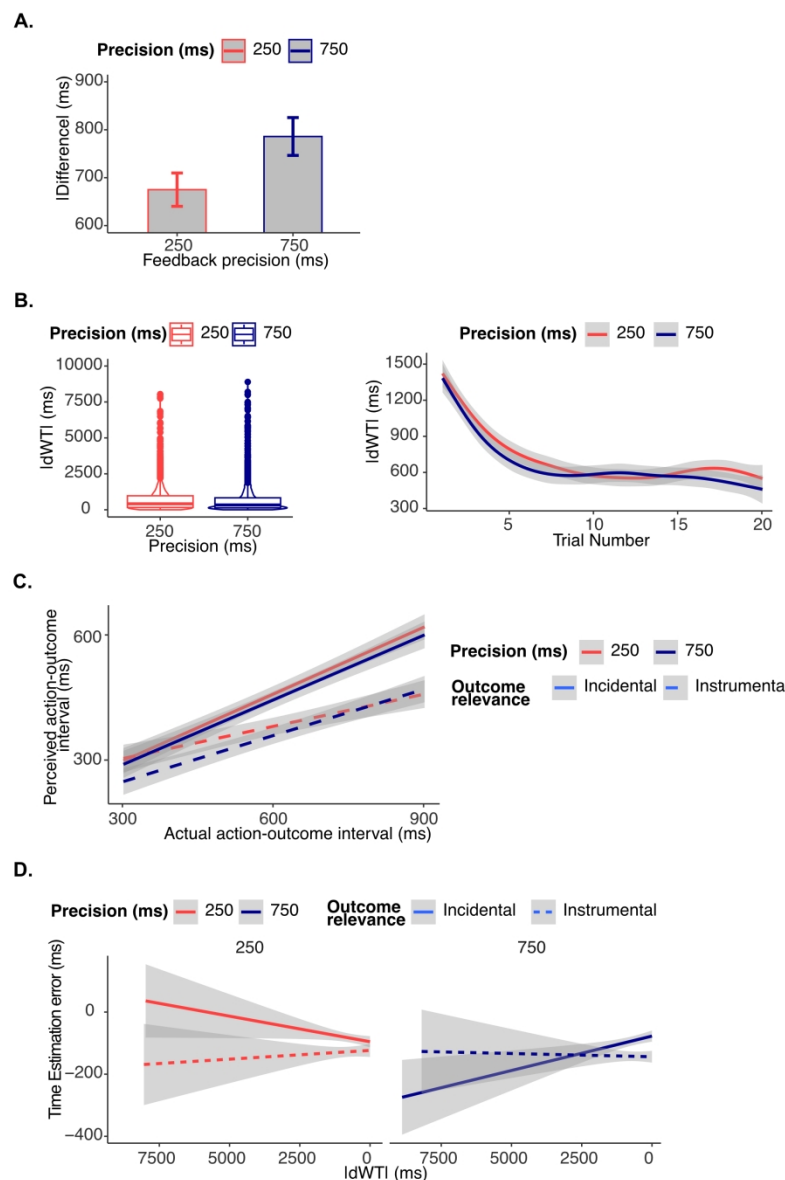 A.
Precision (ms) 250 750
900
800
700
600
|Difference| (ms)
250 750
Feedback precision (ms)
B.
Precision (ms) 250 750
10000
7500
5000
2500
0
|dWT| (ms)
250 750
Precision (ms)
Precision (ms) 250 750
1500
1200
900
600
300
|dWT| (ms)
5 10 15 20
Trial Number
C.
600
300
Perceived action-outcome
interval (ms)
300 600 900
Actual action-outcome interval (ms)
Precision (ms) 250 750
Outcome
relevance
Incidental Instrumenta
D.
Precision (ms) 250 750
Outcome
relevance
Incidental Instrumental
250 750
0
−200
−400
Time Estimation error (ms)
7500 5000 2500 0
7500 5000 2500 0
|dWT| (ms)